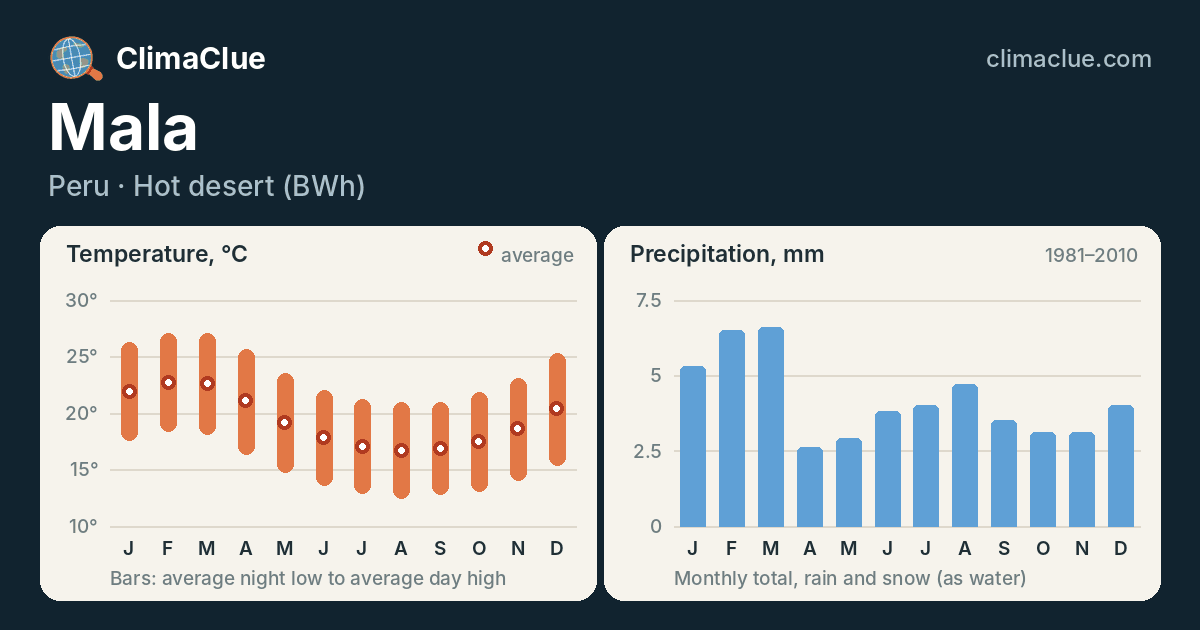 ClimaClue
climaclue.com
Mala
Peru · Hot desert (BWh)
Temperature, °C
average
30°
25°
20°
15°
10°
J F M A M J J A S O N D
Bars: average night low to average day high
Precipitation, mm
1981–2010
7.5
5
2.5
0
J F M A M J J A S O N D
Monthly total, rain and snow (as water)